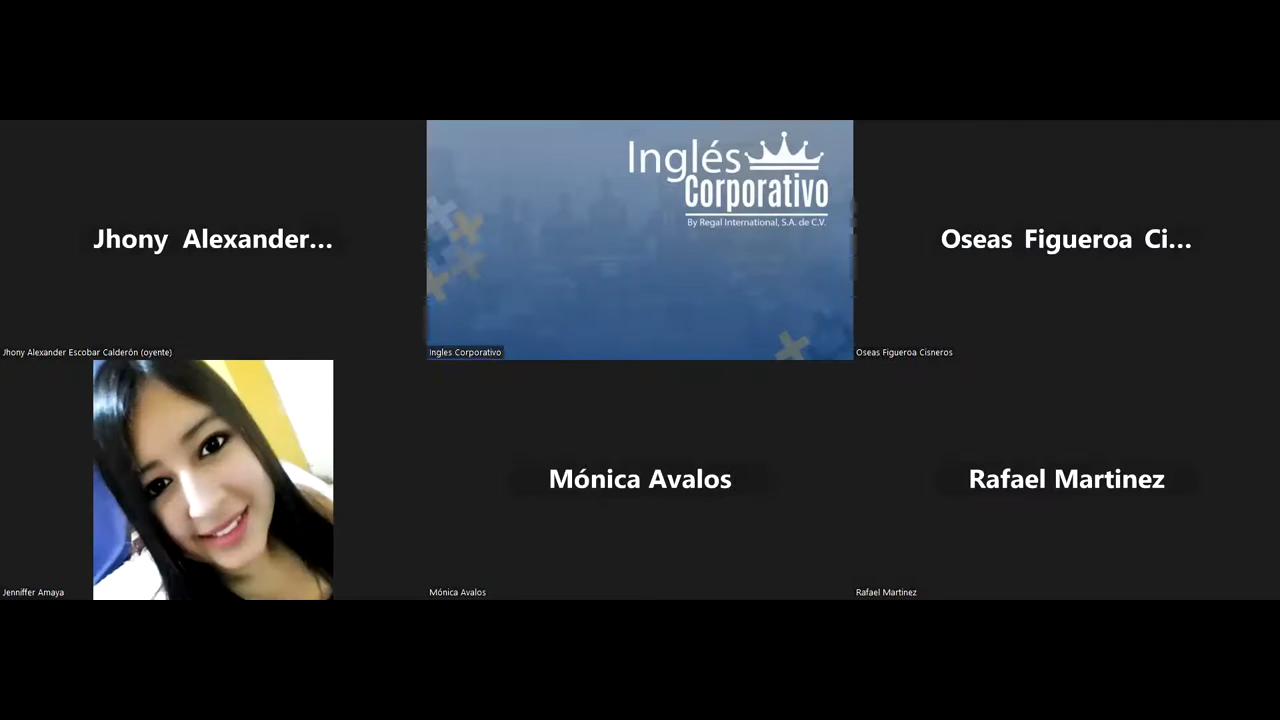 Jhony Alexander...
Jhony Alexander Escobar Calderón (oyente)
Inglés
Corporativo
By Regal International, S.A. de C.V.
Ingles Corporativo
Oseas Figueroa Ci...
Oseas Figueroa Cisneros
Jenniffer Amaya
Mónica Avalos
Mónica Avalos
Rafael Martinez
Rafael Martinez